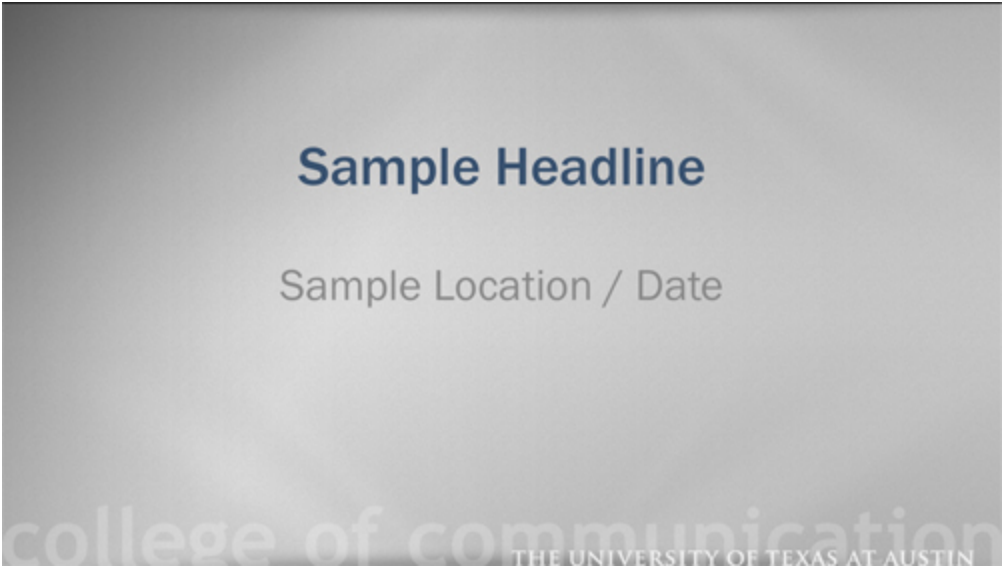 Sample Headline
Sample Location / Date
college of communication
THE UNIVERSITY OF TEXAS AT AUSTIN